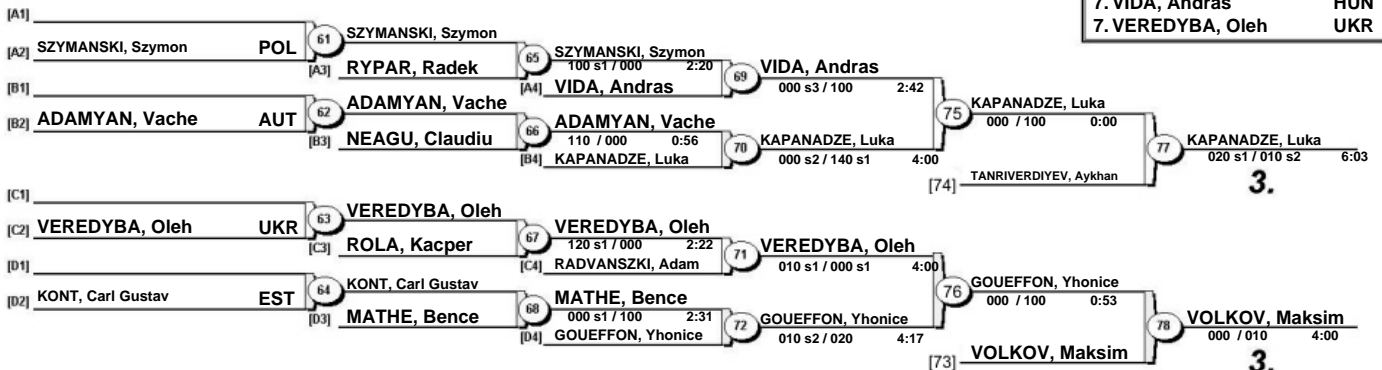 7. VIDA, Andras HUN
7. VEREDYBA, Oleh UKR
[A1]
[A2] SZYMANSKI, Szymon POL
61
SZYMANSKI, Szymon
[A3] RYPAR, Radek
65
SZYMANSKI, Szymon
100 s1 / 000 2:20
[A4] VIDA, Andras
69
VIDA, Andras
000 s3 / 100 2:42
[B1]
[B2] ADAMYAN, Vache AUT
62
ADAMYAN, Vache
[B3] NEAGU, Claudiu
66
ADAMYAN, Vache
110 / 000 0:56
[B4] KAPANADZE, Luka
70
KAPANADZE, Luka
000 s2 / 140 s1 4:00
75
KAPANADZE, Luka
000 / 100 0:00
[74] TANRIVERDIYEV, Aykhan
77
KAPANADZE, Luka
020 s1 / 010 s2 6:03
3.
[C1]
[C2] VEREDYBA, Oleh UKR
63
VEREDYBA, Oleh
[C3] ROLA, Kacper
67
VEREDYBA, Oleh
120 s1 / 000 2:22
[C4] RADVANSZKI, Adam
71
VEREDYBA, Oleh
010 s1 / 000 s1 4:00
[D1]
[D2] KONT, Carl Gustav EST
64
KONT, Carl Gustav
[D3] MATHE, Bence
68
MATHE, Bence
000 s1 / 100 2:31
[D4] GOUEFFON, Yhonice
72
GOUEFFON, Yhonice
010 s2 / 020 4:17
76
GOUEFFON, Yhonice
000 / 100 0:53
[73] VOLKOV, Maksim
78
VOLKOV, Maksim
000 / 010 4:00
3.